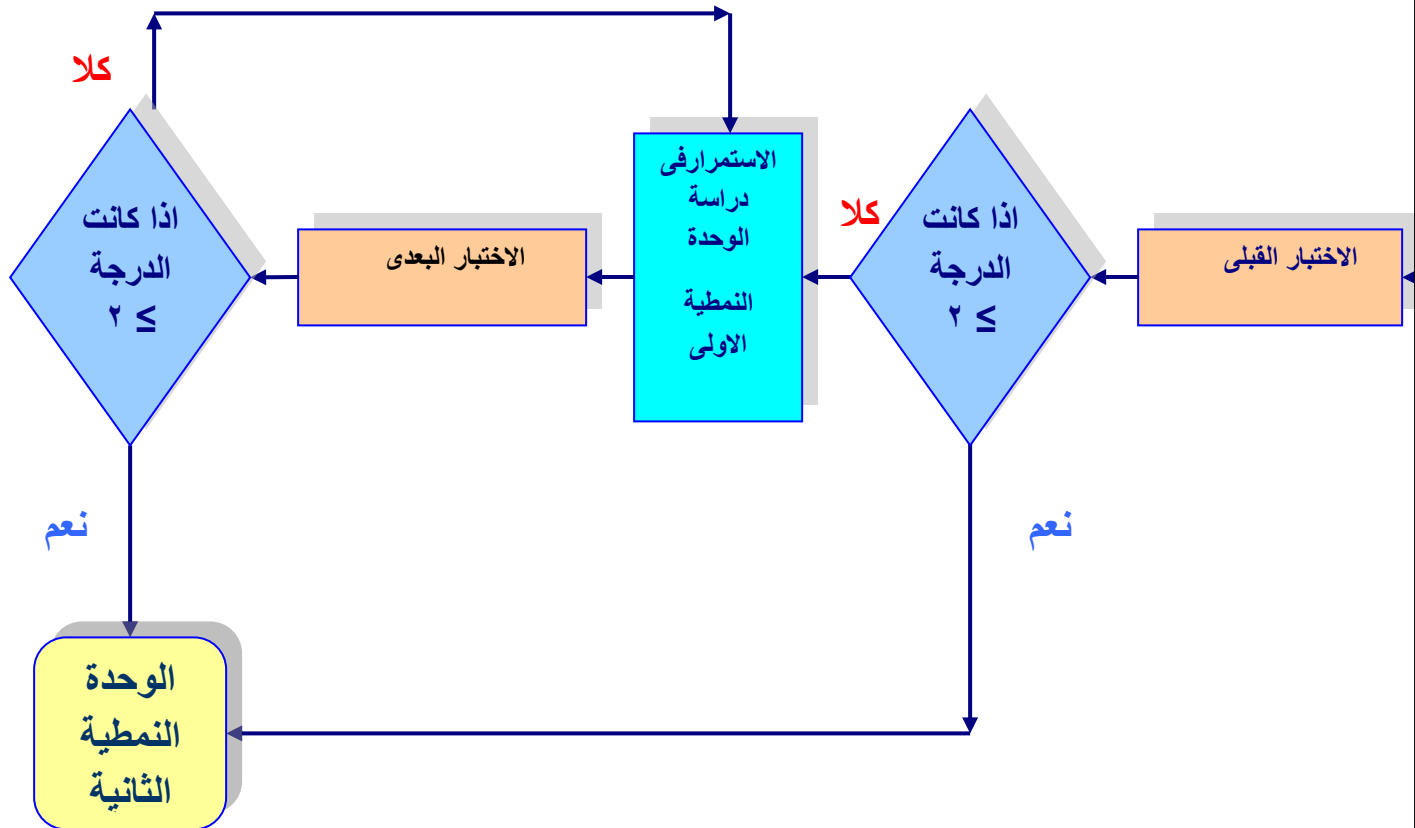 الاختبار القبلى
اذا كانت
الدرجة
≥ ٢
كلا
نعم
الاستمرارفى
دراسة
الوحدة
النمطية
الاولى
الاختبار البعدى
اذا كانت
الدرجة
≥ ٢
كلا
نعم
الوحدة
النمطية
الثانية